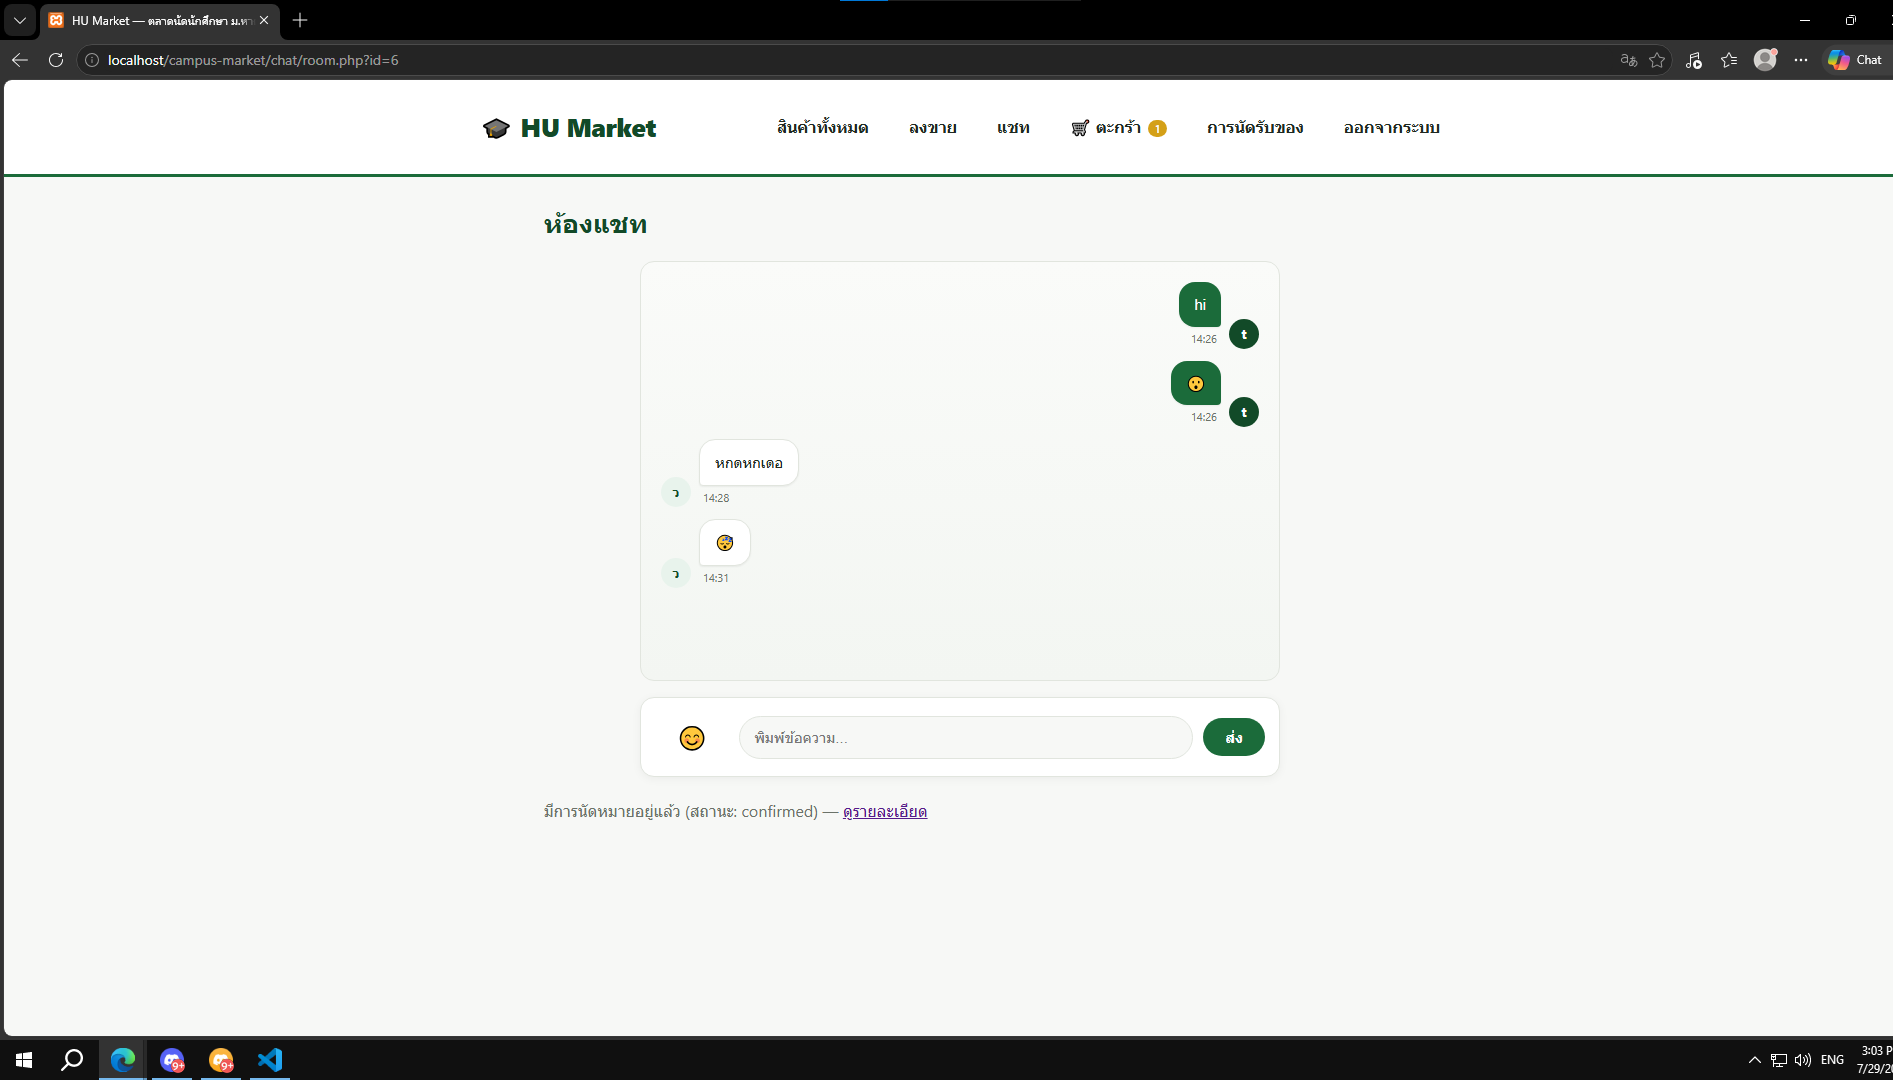 HU Market — ตลาดนัดนักศึกษา ม.หา
localhost/campus-market/chat/room.php?id=6
Chat
HU Market
สินค้าทั้งหมด
ลงขาย
แชท
ตะกร้า 1
การนัดรับของ
ออกจากระบบ
ห้องแชท
hi
14:26
t
😯
14:26
t
หกดหกเดอ
ว
14:28
😴
ว
14:31
😊
พิมพ์ข้อความ...
ส่ง
มีการนัดหมายอยู่แล้ว (สถานะ: confirmed) — ดูรายละเอียด
9+
9+
ENG
3:03 P
7/29/20